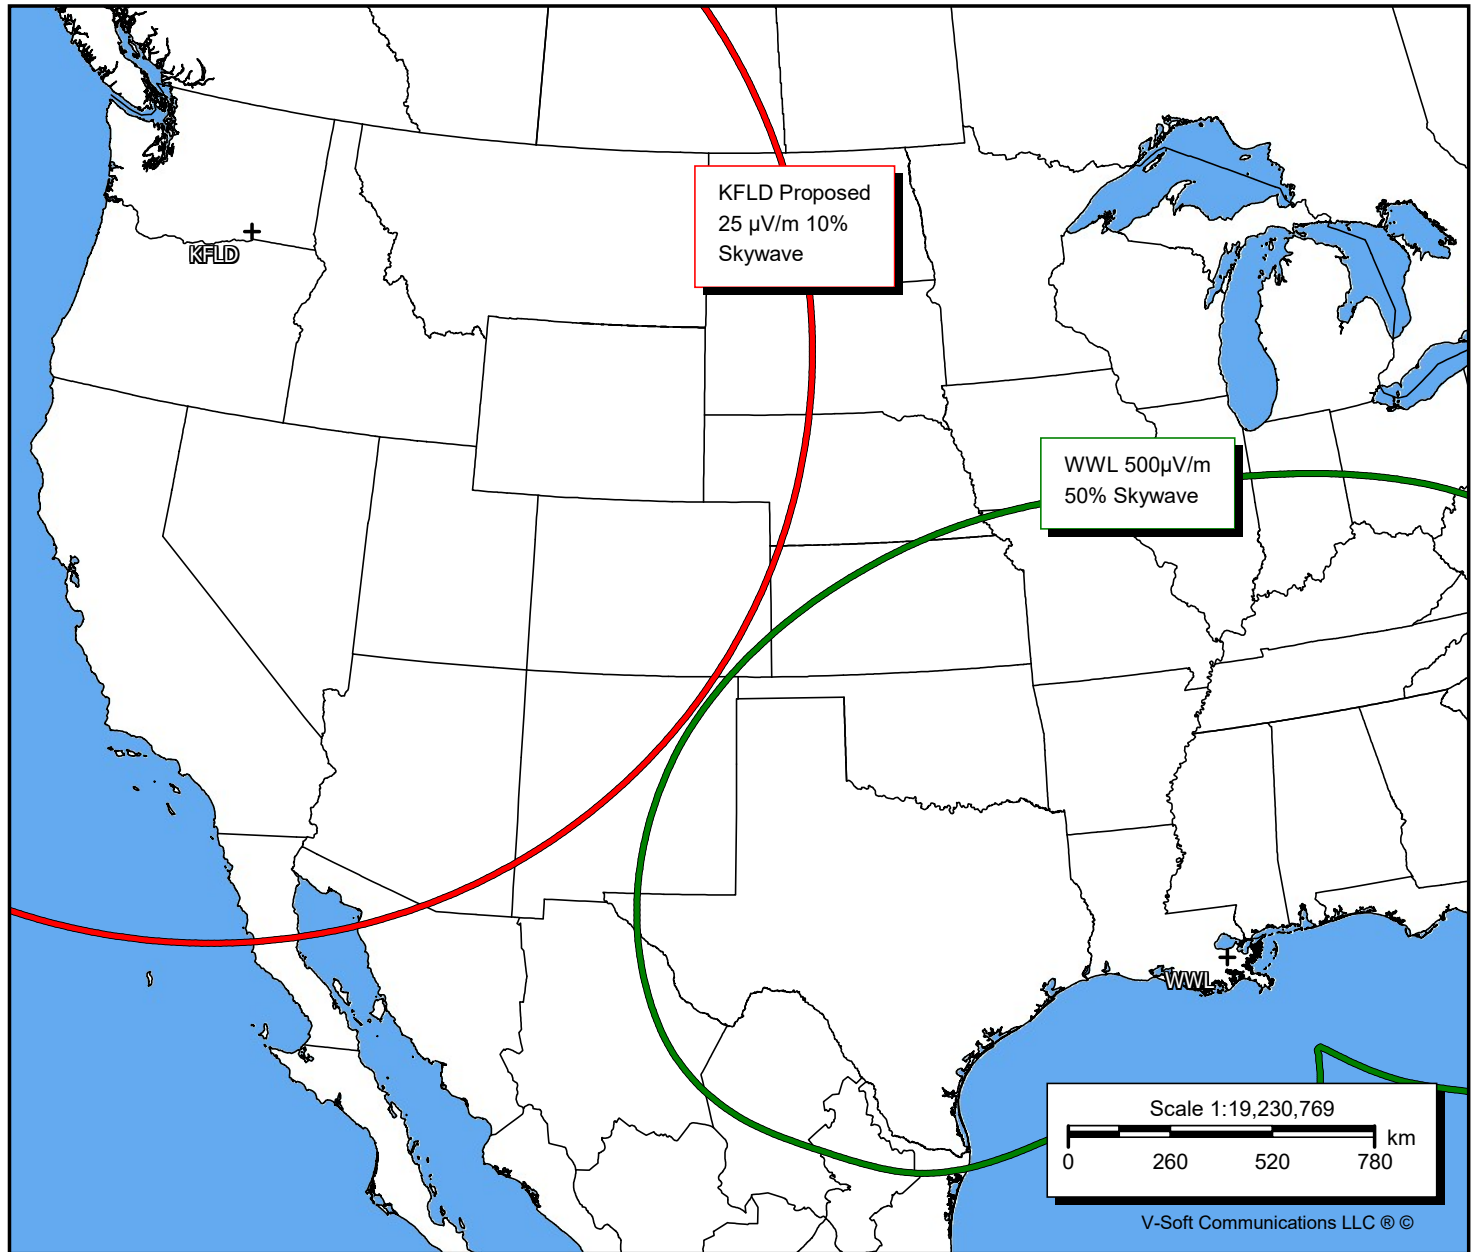 KFLD Proposed
25 µV/m 10%
Skywave
KFLD
WWL 500µV/m
50% Skywave
WWL
Scale 1:19,230,769
km
0 260 520 780
V-Soft Communications LLC ® ©